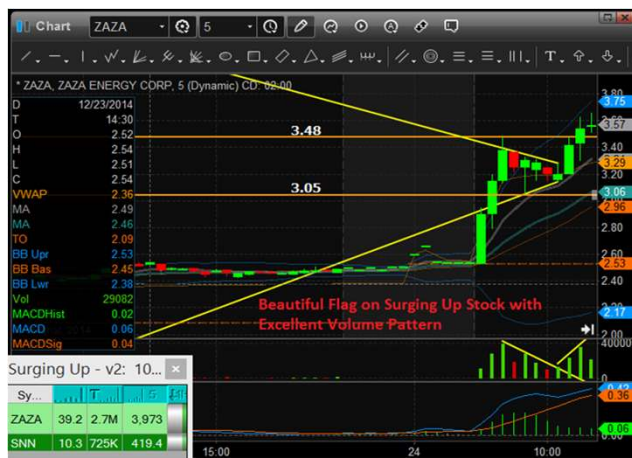 Chart ZAZA 5
* ZAZA, ZAZA ENERGY CORP, 5 (Dynamic) CD: 02:00
D 12/23/2014
T 14:30
O 2.52
H 2.54
L 2.51
C 2.54
VWAP 2.36
MA 2.49
MA 2.46
TO 2.09
BB Upr 2.53
BB Bas 2.45
BB Lwr 2.38
Vol 29082
MACDHist 0.02
MACD 0.06
MACDSig 0.04
3.48
3.05
3.80
3.75
3.57
3.40
3.29
3.06
2.96
2.80
2.53
2.40
2.17
2.00
Beautiful Flag on Surging Up Stock with
Excellent Volume Pattern
40000
0.36
0.06
Surging Up - v2: 10... ×
Sy...
ZAZA 39.2 2.7M 3,973
SNN 10.3 725K 419.4
15:00 24 10:00